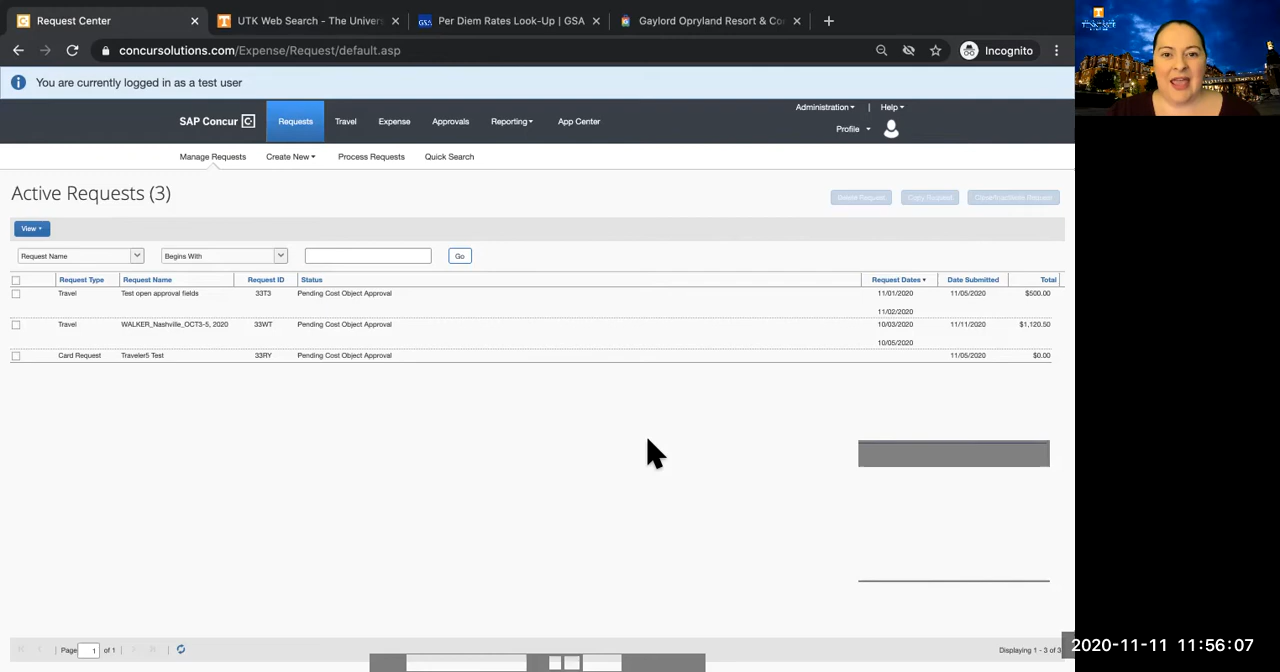 Request Center
UTK Web Search - The Univers
Per Diem Rates Look-Up | GSA
Gaylord Opryland Resort & Co
concursolutions.com/Expense/Request/default.asp
Incognito
You are currently logged in as a test user
Administration
|
Help
SAP Concur
Requests
Travel
Expense
Approvals
Reporting
App Center
Profile
Manage Requests
Create New
Process Requests
Quick Search
Active Requests (3)
Delete Request
Copy Request
Close/Inactivate Request
View
Request Name
Begins With
Go
Request Type Request Name Request ID Status Request Dates Date Submitted Total
Travel Test open approval fields 33T3 Pending Cost Object Approval 11/01/2020 11/05/2020 $500.00
11/02/2020
Travel WALKER_Nashville_OCT3-5, 2020 33WT Pending Cost Object Approval 10/03/2020 11/11/2020 $1,120.50
10/05/2020
Card Request Traveler5 Test 33RY Pending Cost Object Approval 11/05/2020 $0.00
Page 1 of 1
Displaying 1 - 3 of 3
2020-11-11 11:56:07